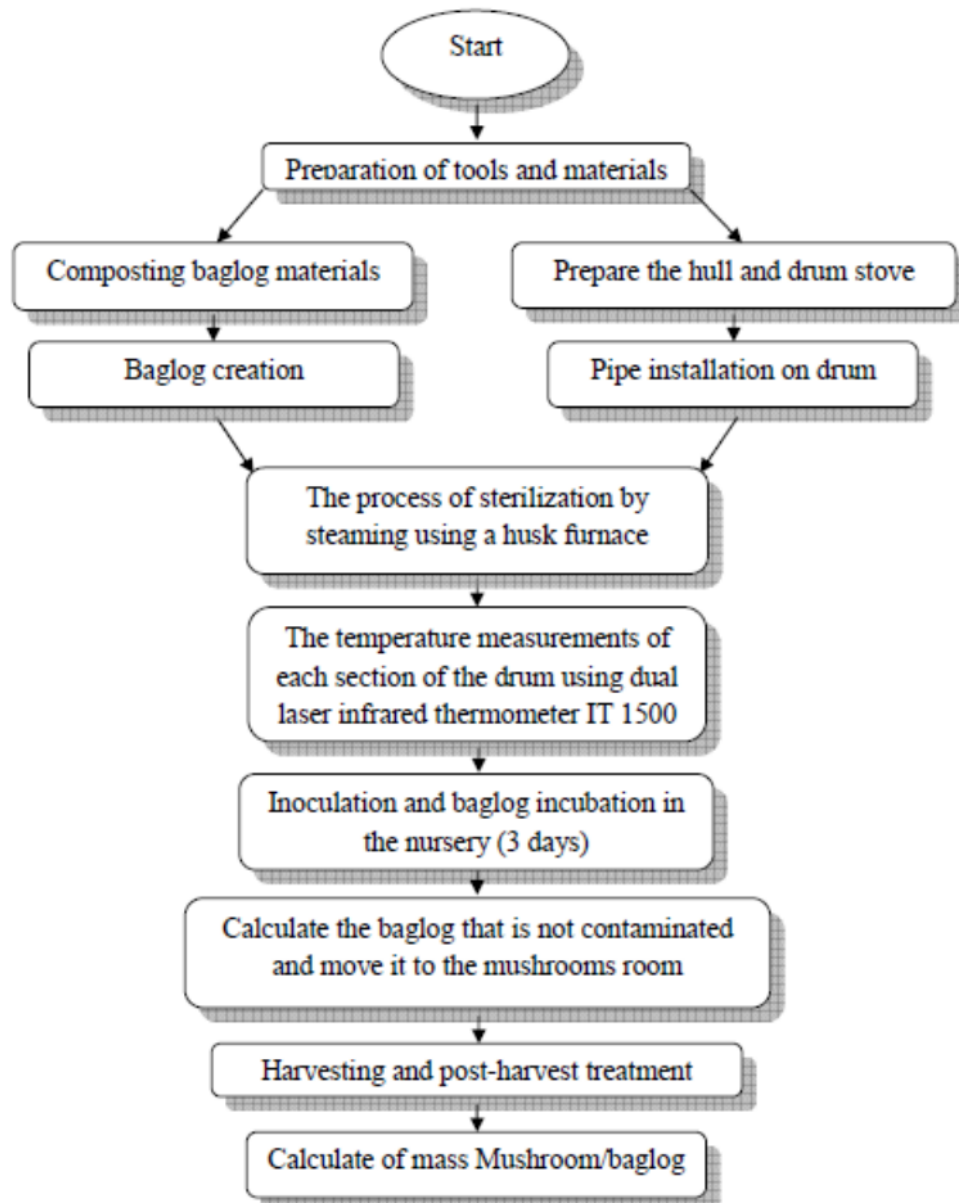 Start
Preparation of tools and materials
Composting baglog materials
Prepare the hull and drum stove
Baglog creation
Pipe installation on drum
The process of sterilization by
steaming using a husk furnace
The temperature measurements of
each section of the drum using dual
laser infrared thermometer IT 1500
Inoculation and baglog incubation in
the nursery (3 days)
Calculate the baglog that is not contaminated
and move it to the mushrooms room
Harvesting and post-harvest treatment
Calculate of mass Mushroom/baglog